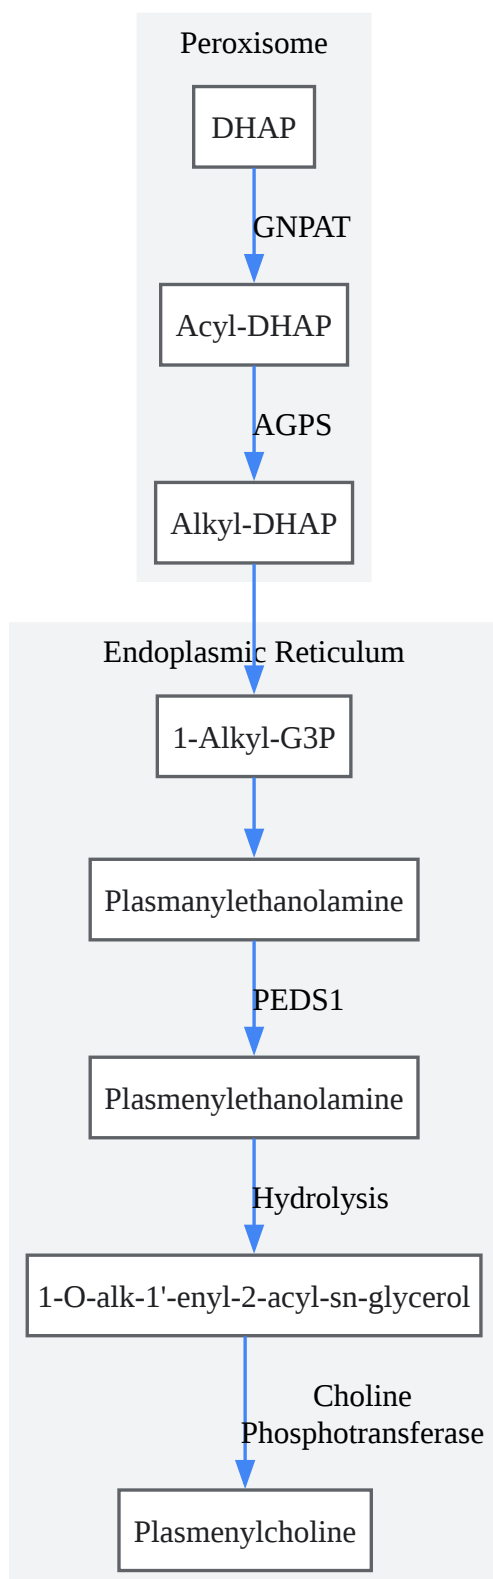 Peroxisome
DHAP
GNPAT
Acyl-DHAP
AGPS
Alkyl-DHAP
Endoplasmic Reticulum
1-Alkyl-G3P
Plasmanylethanolamine
PEDS1
Plasmenylethanolamine
Hydrolysis
1-O-alk-1'-enyl-2-acyl-sn-glycerol
Choline
Phosphotransferase
Plasmenylcholine